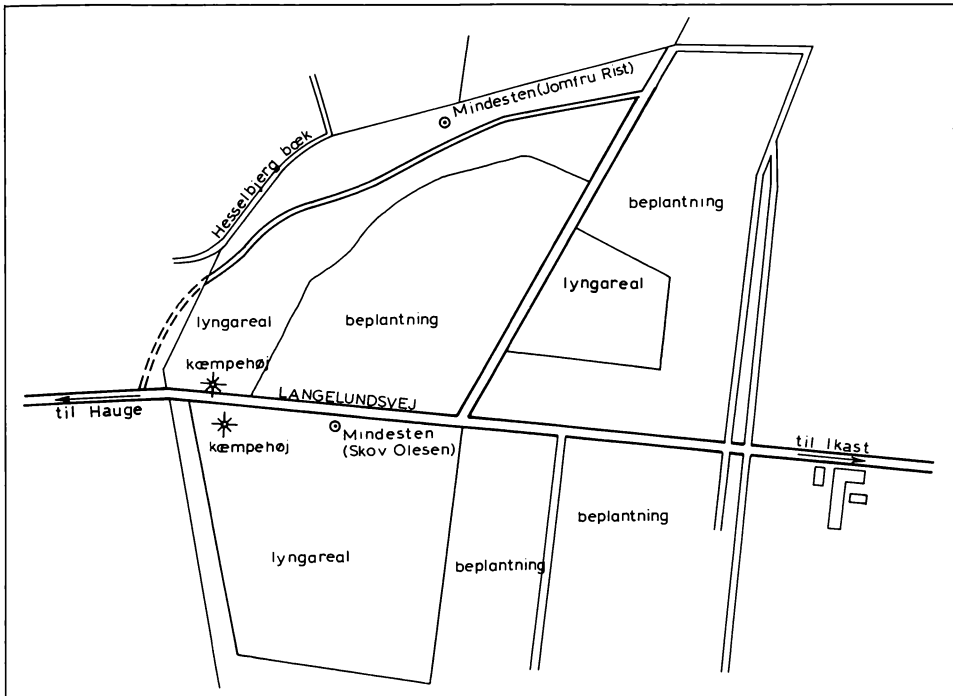 Mindesten (Jomfru Rist)
Hesselbjerg bæk
beplantning
lyngareal
lyngareal
beplantning
kæmpehøj
LANGELUNDSVEJ
til Hauge
kæmpehøj
Mindesten
(Skov Olesen)
til Ikast
beplantning
lyngareal
beplantning